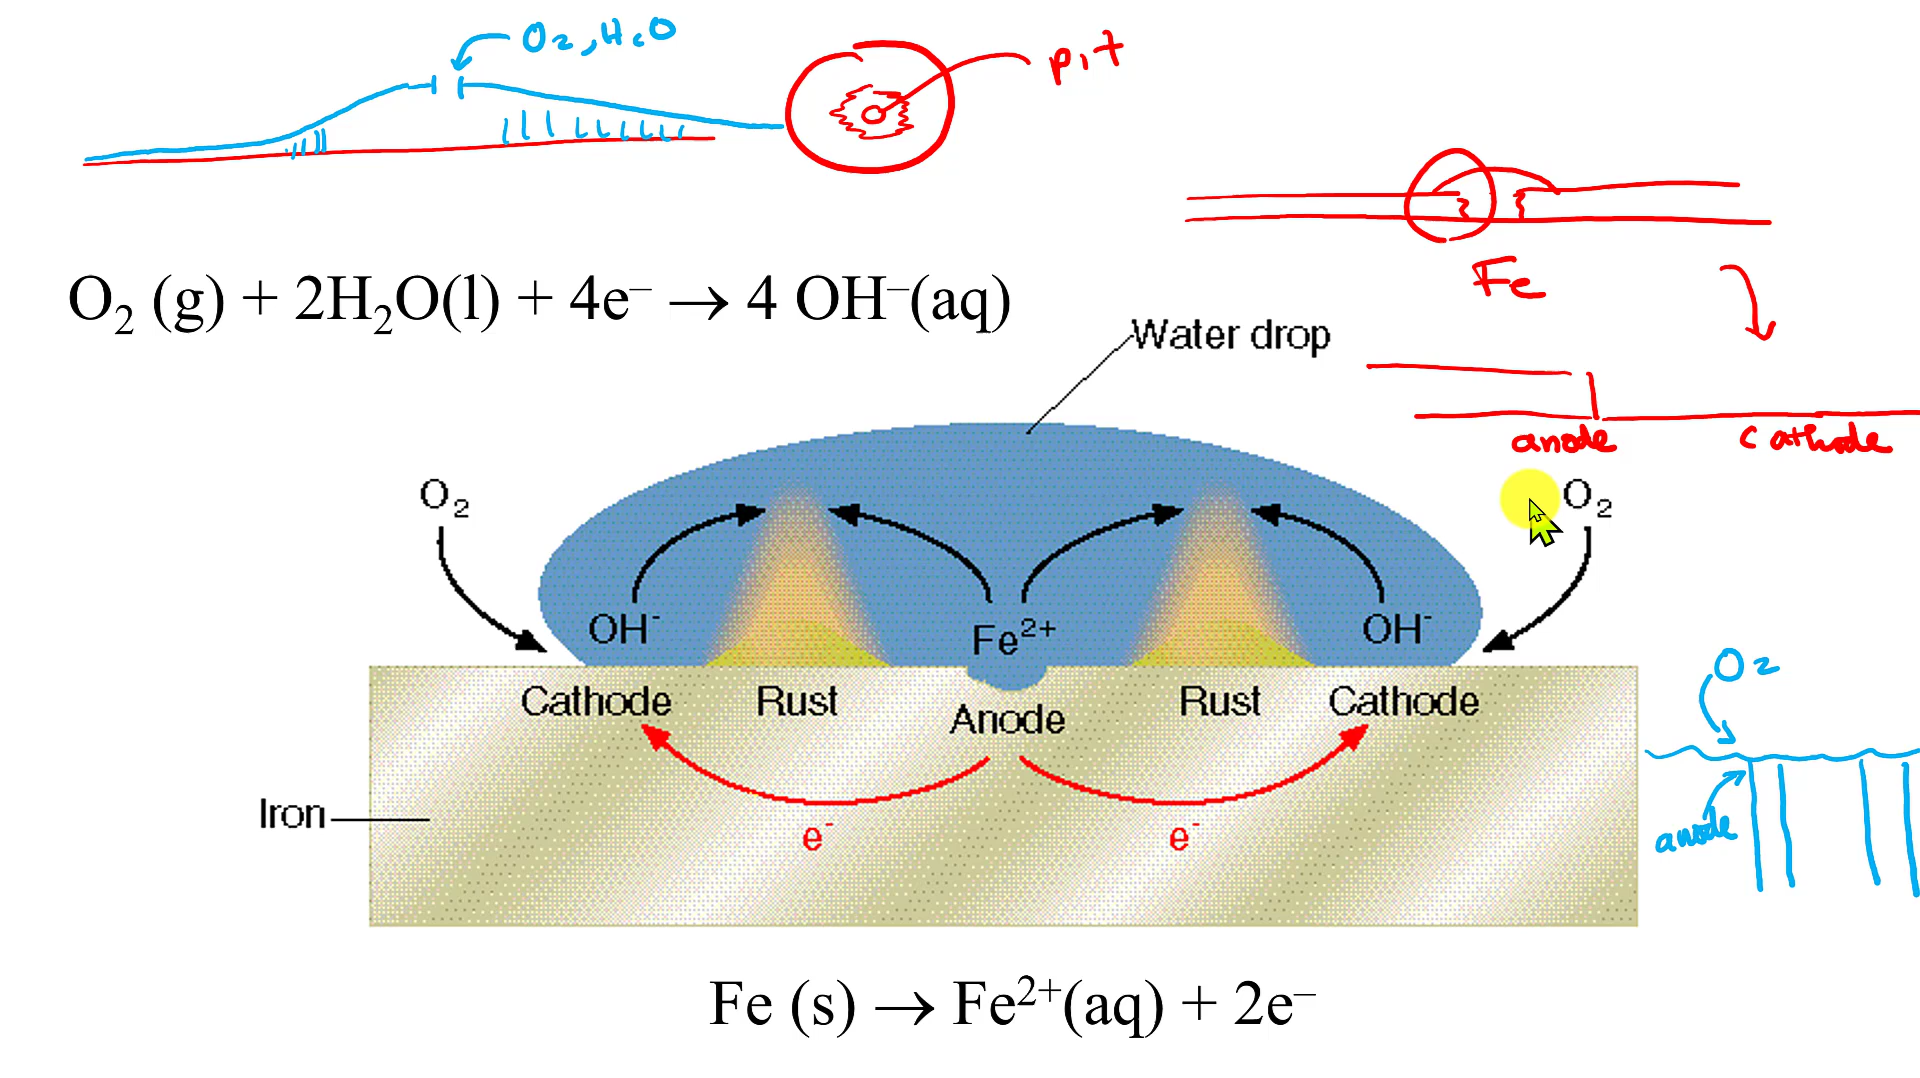 O₂, H₂O
pit
Fe
O₂ (g) + 2H₂O(l) + 4e⁻ → 4 OH⁻(aq)
Water drop
anode
cathode
O₂
O₂
OH⁻
Fe²⁺
OH⁻
O₂
Cathode
Rust
Anode
Rust
Cathode
anode
Iron
e⁻
e⁻
Fe (s) → Fe²⁺(aq) + 2e⁻